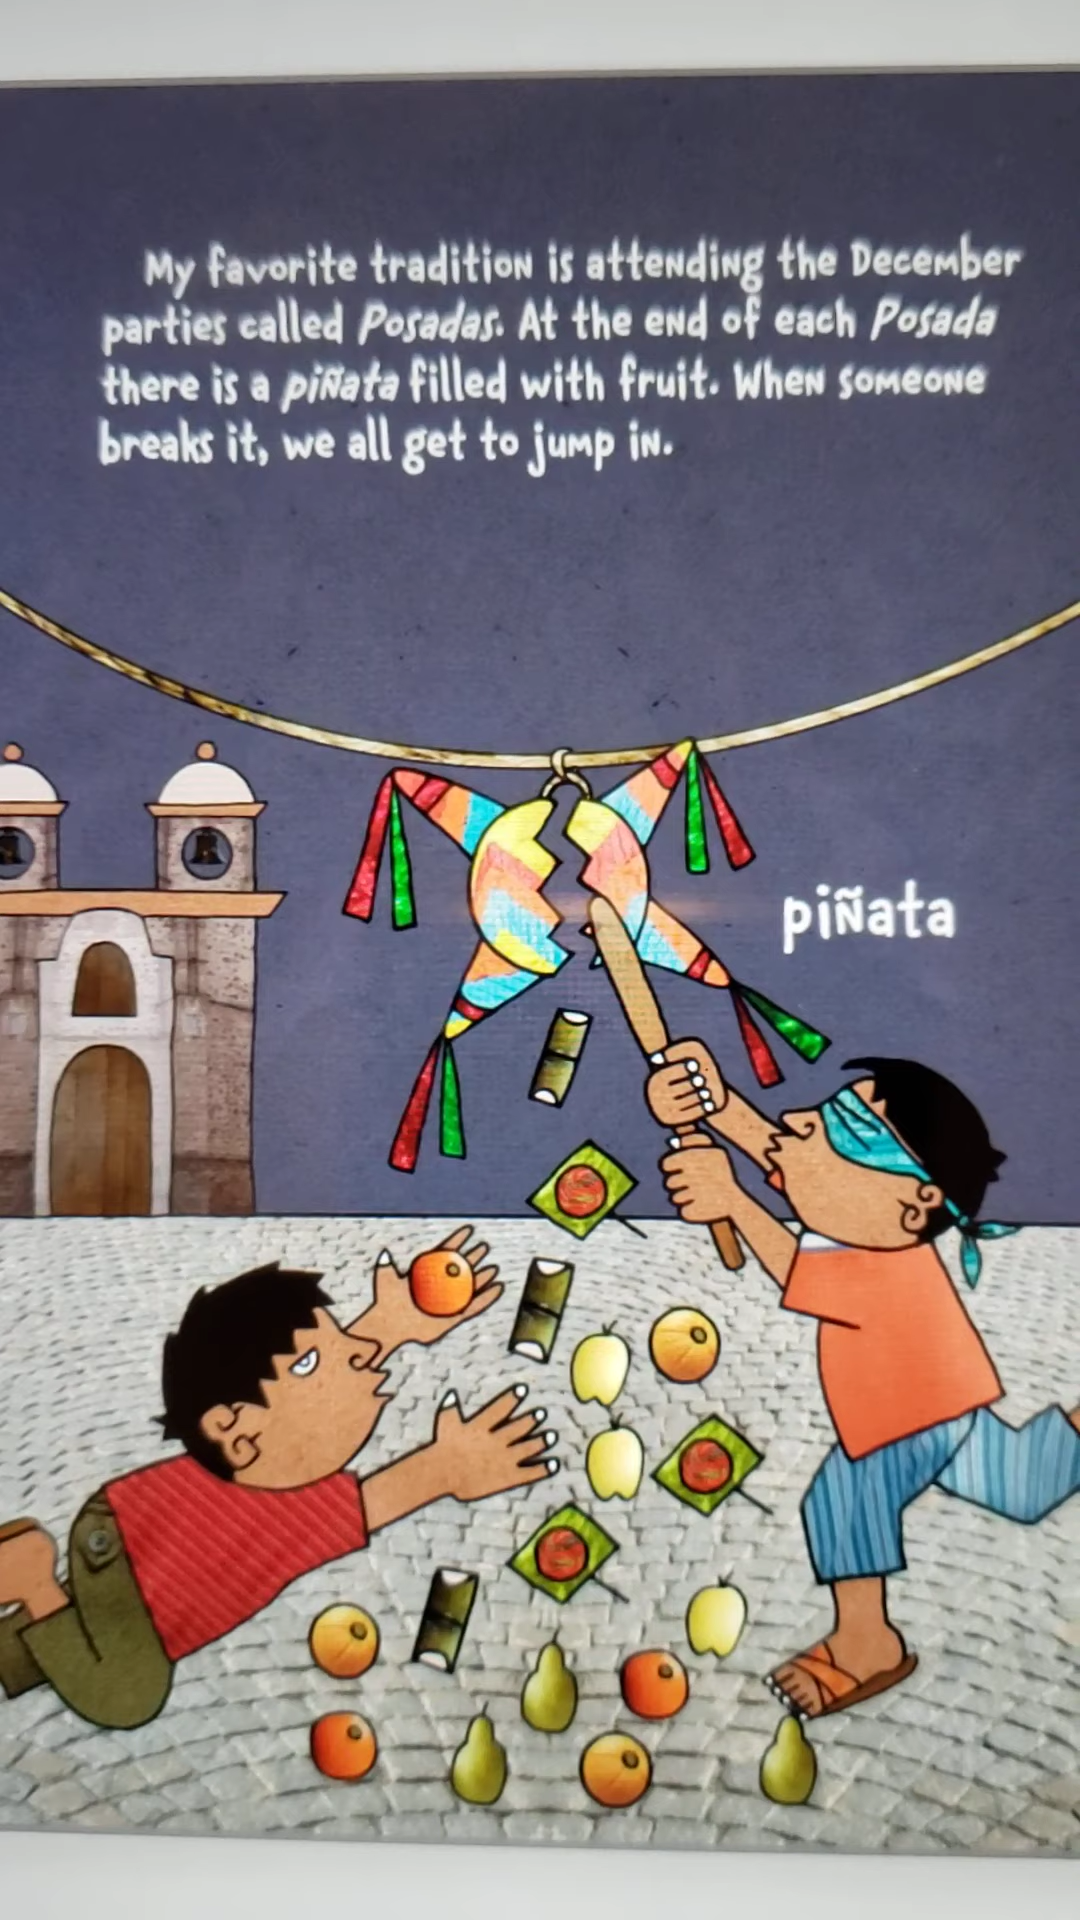 My favorite tradition is attending the December
parties called Posadas. At the end of each Posada
there is a piñata filled with fruit. When someone
breaks it, we all get to jump in.
piñata